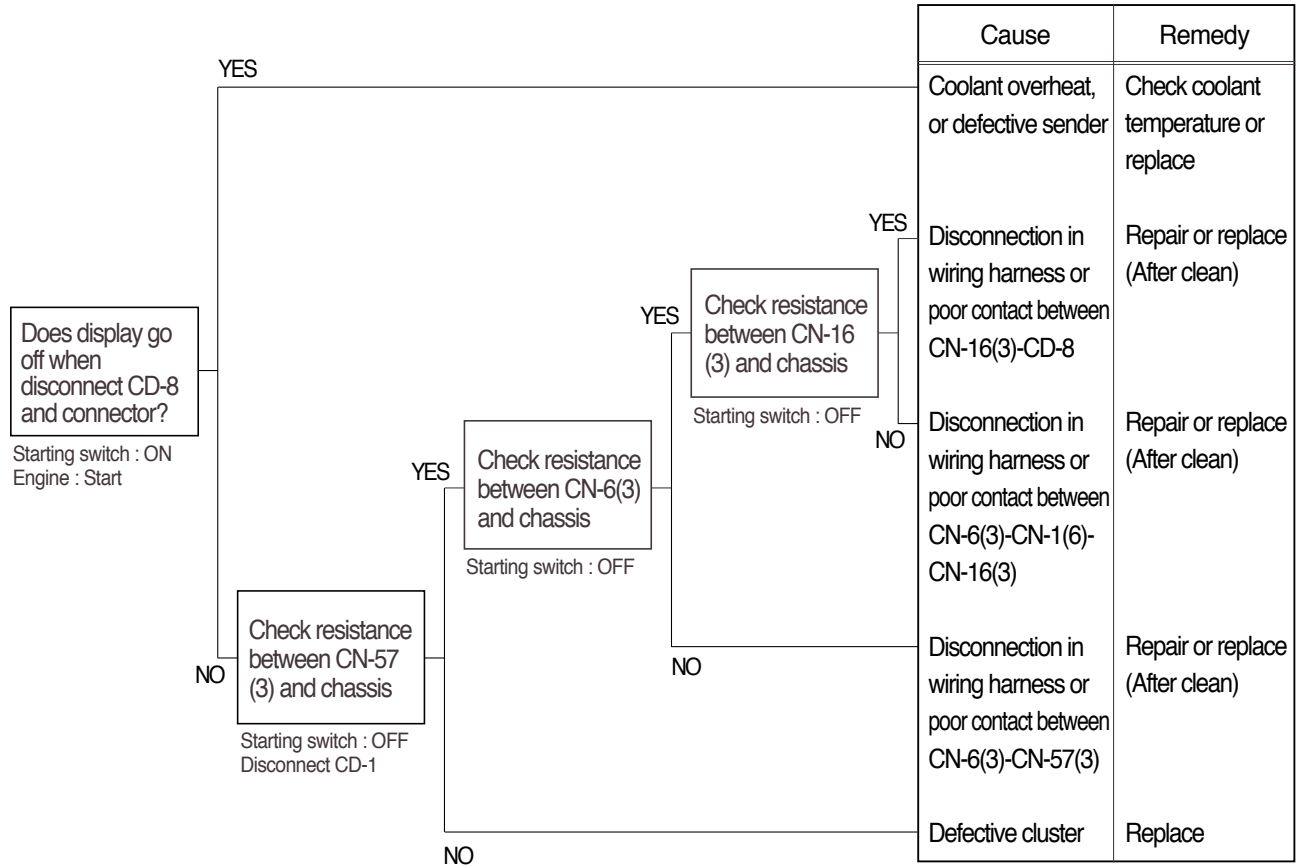 Cause
Remedy
YES
Coolant overheat,
or defective sender
Check coolant
temperature or
replace
YES
Disconnection in
wiring harness or
poor contact between
CN-16(3)-CD-8
Repair or replace
(After clean)
Check resistance
between CN-16
(3) and chassis
Starting switch : OFF
YES
NO
Does display go
off when
disconnect CD-8
and connector?
Starting switch : ON
Engine : Start
Disconnection in
wiring harness or
poor contact between
CN-6(3)-CN-1(6)-
CN-16(3)
Repair or replace
(After clean)
YES
Check resistance
between CN-6(3)
and chassis
Starting switch : OFF
NO
Check resistance
between CN-57
(3) and chassis
Starting switch : OFF
Disconnect CD-1
NO
Disconnection in
wiring harness or
poor contact between
CN-6(3)-CN-57(3)
Repair or replace
(After clean)
NO
Defective cluster
Replace